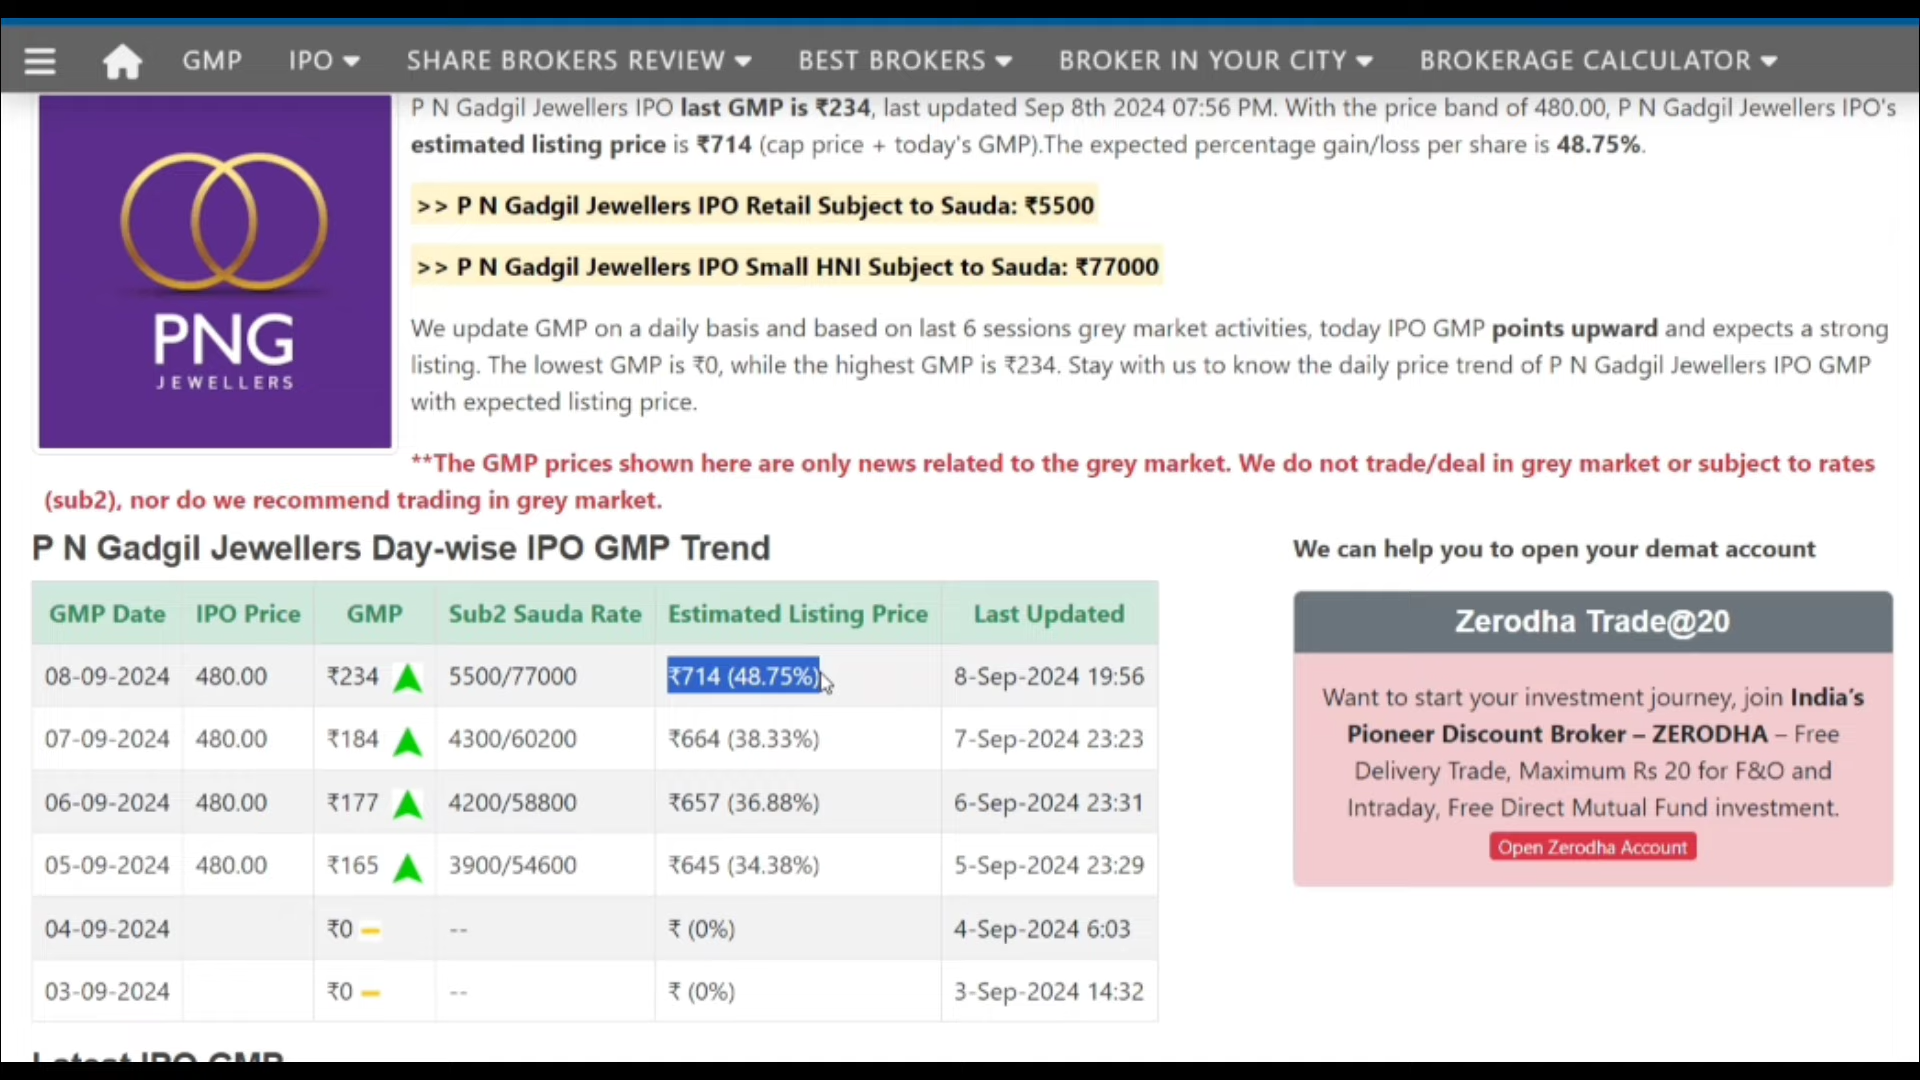 GMP IPO SHARE BROKERS REVIEW BEST BROKERS BROKER IN YOUR CITY BROKERAGE CALCULATOR
P N Gadgil Jewellers IPO last GMP is ₹234, last updated Sep 8th 2024 07:56 PM. With the price band of 480.00, P N Gadgil Jewellers IPO's
estimated listing price is ₹714 (cap price + today's GMP).The expected percentage gain/loss per share is 48.75%.
>> P N Gadgil Jewellers IPO Retail Subject to Sauda: ₹5500
>> P N Gadgil Jewellers IPO Small HNI Subject to Sauda: ₹77000
PNG
JEWELLERS
We update GMP on a daily basis and based on last 6 sessions grey market activities, today IPO GMP points upward and expects a strong
listing. The lowest GMP is ₹0, while the highest GMP is ₹234. Stay with us to know the daily price trend of P N Gadgil Jewellers IPO GMP
with expected listing price.
**The GMP prices shown here are only news related to the grey market. We do not trade/deal in grey market or subject to rates
(sub2), nor do we recommend trading in grey market.
P N Gadgil Jewellers Day-wise IPO GMP Trend
GMP Date IPO Price GMP Sub2 Sauda Rate Estimated Listing Price Last Updated
08-09-2024 480.00 ₹234 5500/77000 ₹714 (48.75%) 8-Sep-2024 19:56
07-09-2024 480.00 ₹184 4300/60200 ₹664 (38.33%) 7-Sep-2024 23:23
06-09-2024 480.00 ₹177 4200/58800 ₹657 (36.88%) 6-Sep-2024 23:31
05-09-2024 480.00 ₹165 3900/54600 ₹645 (34.38%) 5-Sep-2024 23:29
04-09-2024 ₹0 -- ₹ (0%) 4-Sep-2024 6:03
03-09-2024 ₹0 -- ₹ (0%) 3-Sep-2024 14:32
We can help you to open your demat account
Zerodha Trade@20
Want to start your investment journey, join India's
Pioneer Discount Broker – ZERODHA – Free
Delivery Trade, Maximum Rs 20 for F&O and
Intraday, Free Direct Mutual Fund investment.
Open Zerodha Account
Latest IPO GMP